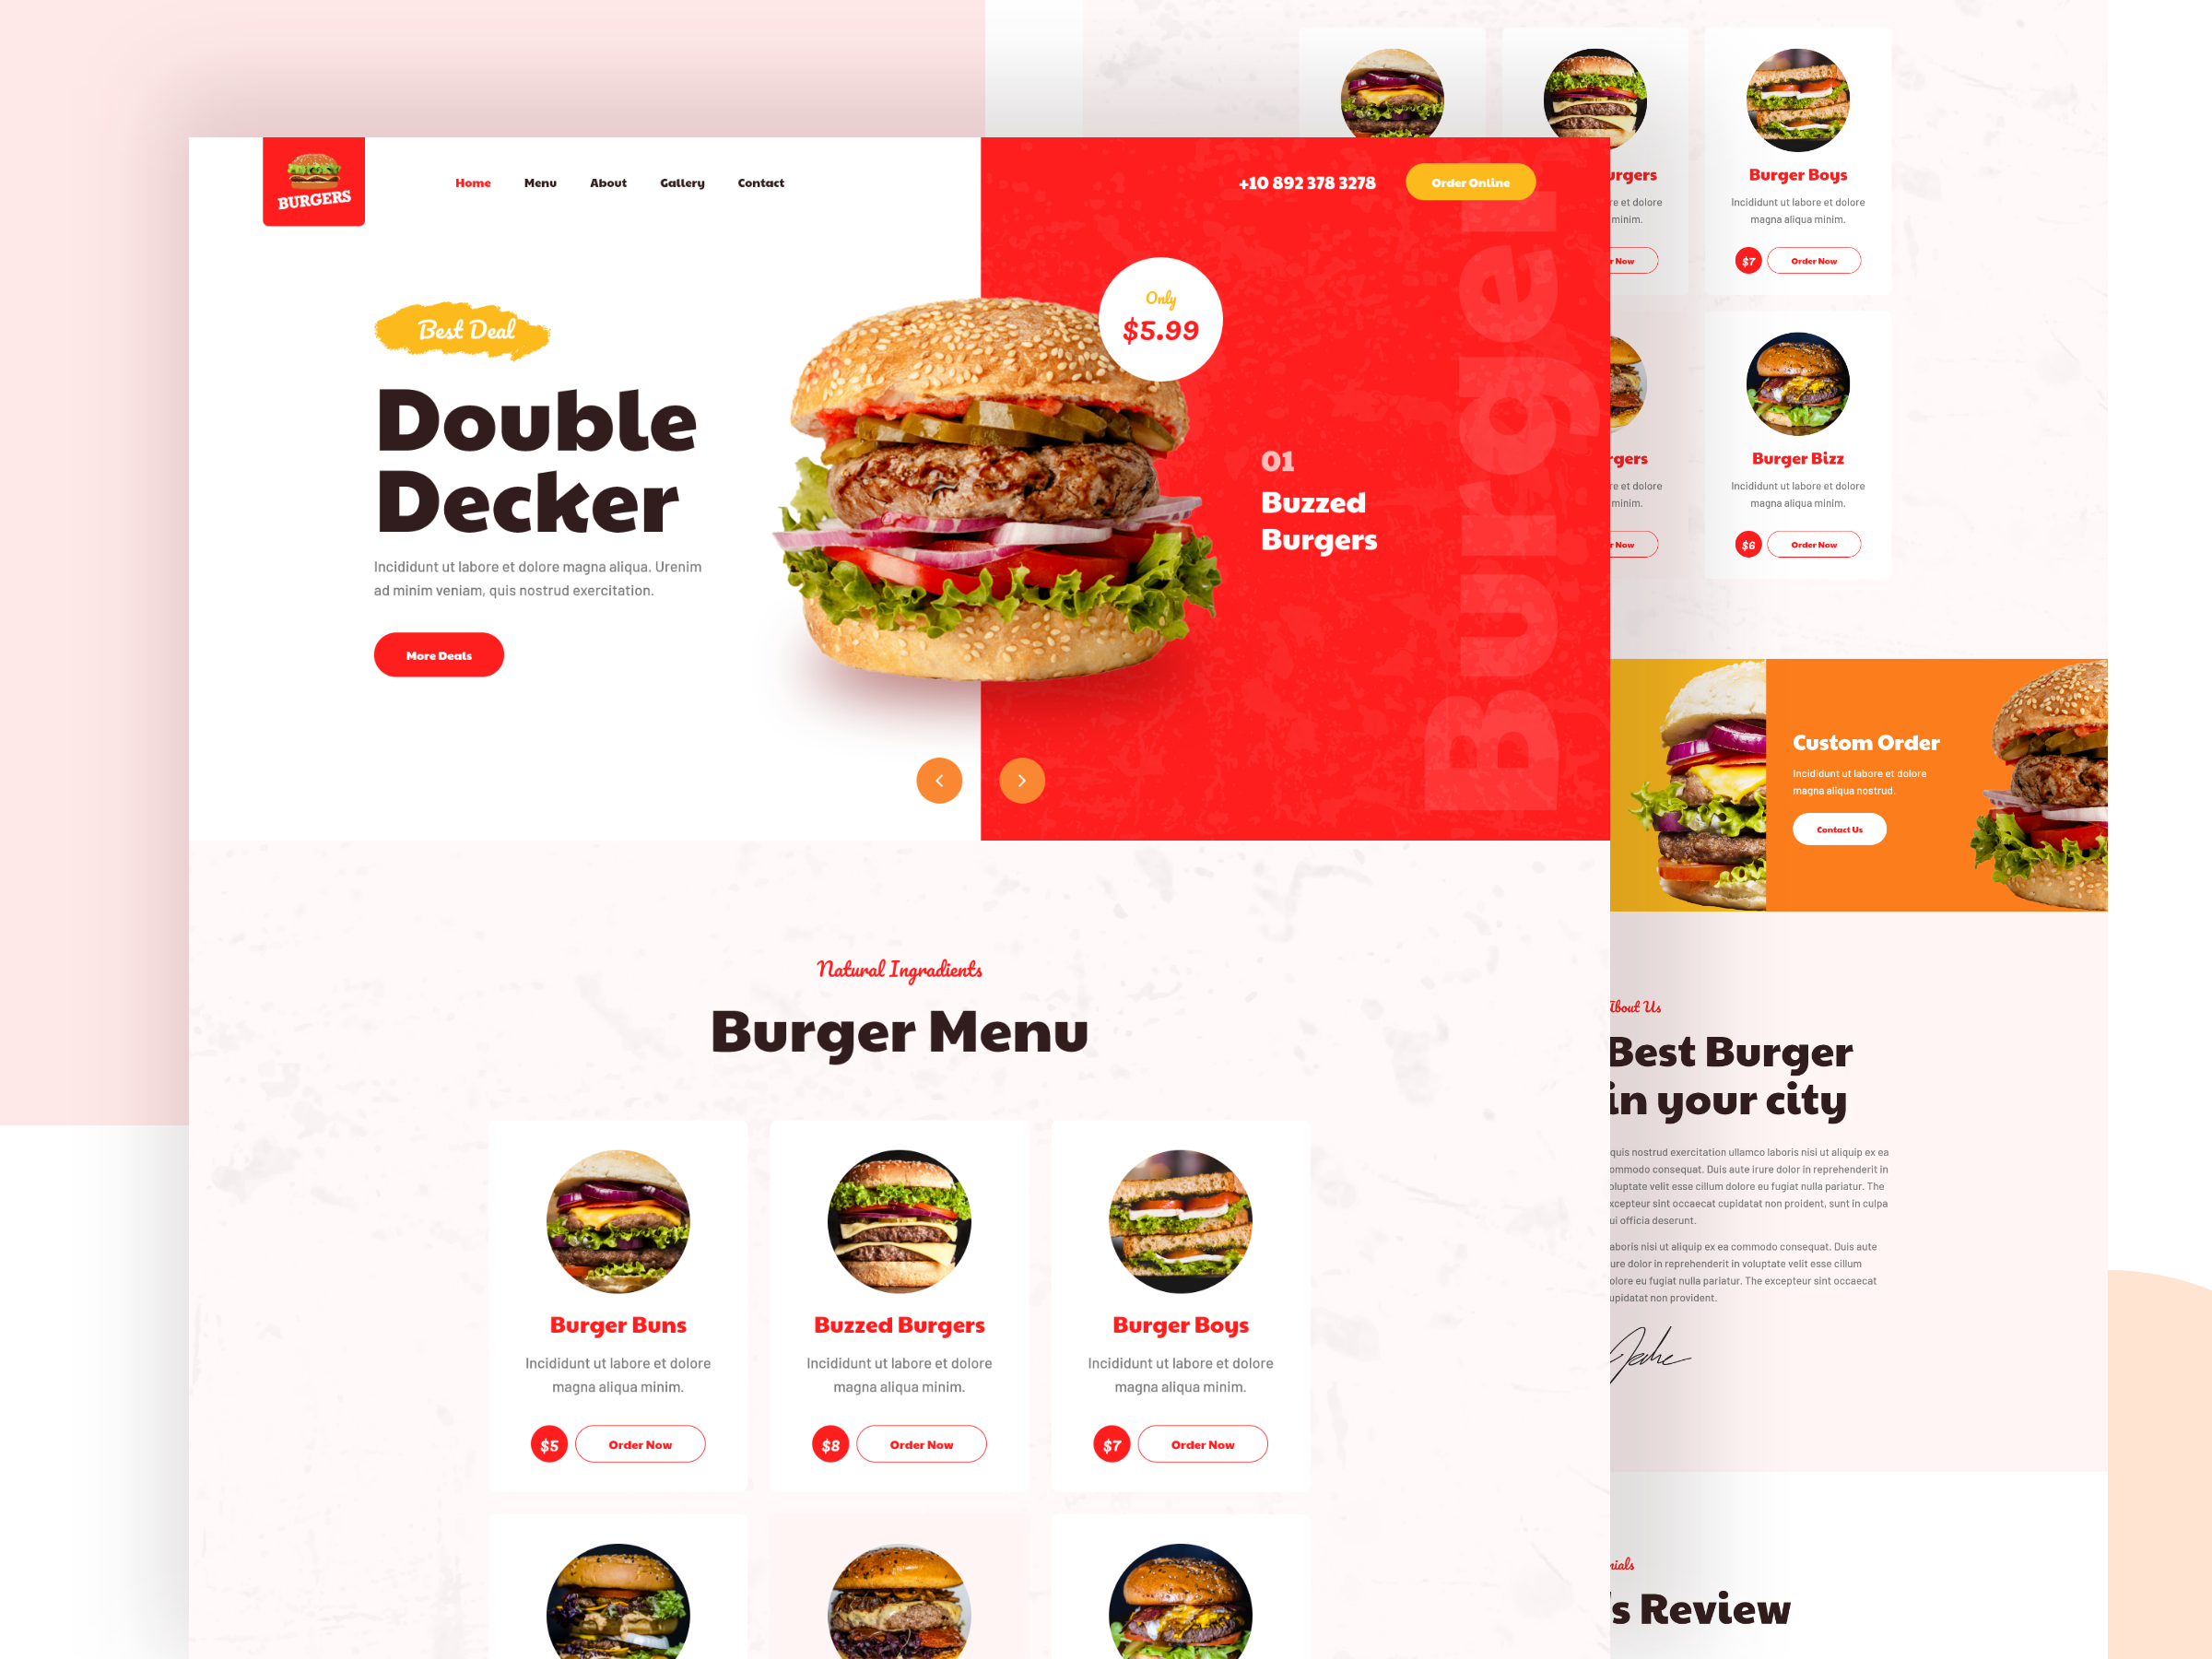 BURGERS
Home
Menu
About
Gallery
Contact
+10 892 378 3278
Order Online
Best Deal
Double
Decker
Incididunt ut labore et dolore magna aliqua. Urenim
ad minim veniam, quis nostrud exercitation.
More Deals
Only
$5.99
01
Buzzed
Burgers
Burger
Natural Ingradients
Burger Menu
Burger Buns
Incididunt ut labore et dolore
magna aliqua minim.
$5
Order Now
Buzzed Burgers
Incididunt ut labore et dolore
magna aliqua minim.
$8
Order Now
Burger Boys
Incididunt ut labore et dolore
magna aliqua minim.
$7
Order Now
urgers
re et dolore
minim.
r Now
Burger Boys
Incididunt ut labore et dolore
magna aliqua minim.
$7
Order Now
rgers
re et dolore
minim.
r Now
Burger Bizz
Incididunt ut labore et dolore
magna aliqua minim.
$6
Order Now
Custom Order
Incididunt ut labore et dolore
magna aliqua nostrud.
Contact Us
About Us
Best Burger
in your city
quis nostrud exercitation ullamco laboris nisi ut aliquip ex ea
ommodo consequat. Duis aute irure dolor in reprehenderit in
oluptate velit esse cillum dolore eu fugiat nulla pariatur. The
xcepteur sint occaecat cupidatat non proident, sunt in culpa
ui officia deserunt.
aboris nisi ut aliquip ex ea commodo consequat. Duis aute
ure dolor in reprehenderit in voluptate velit esse cillum
olore eu fugiat nulla pariatur. The excepteur sint occaecat
upidatat non provident.
nials
's Review